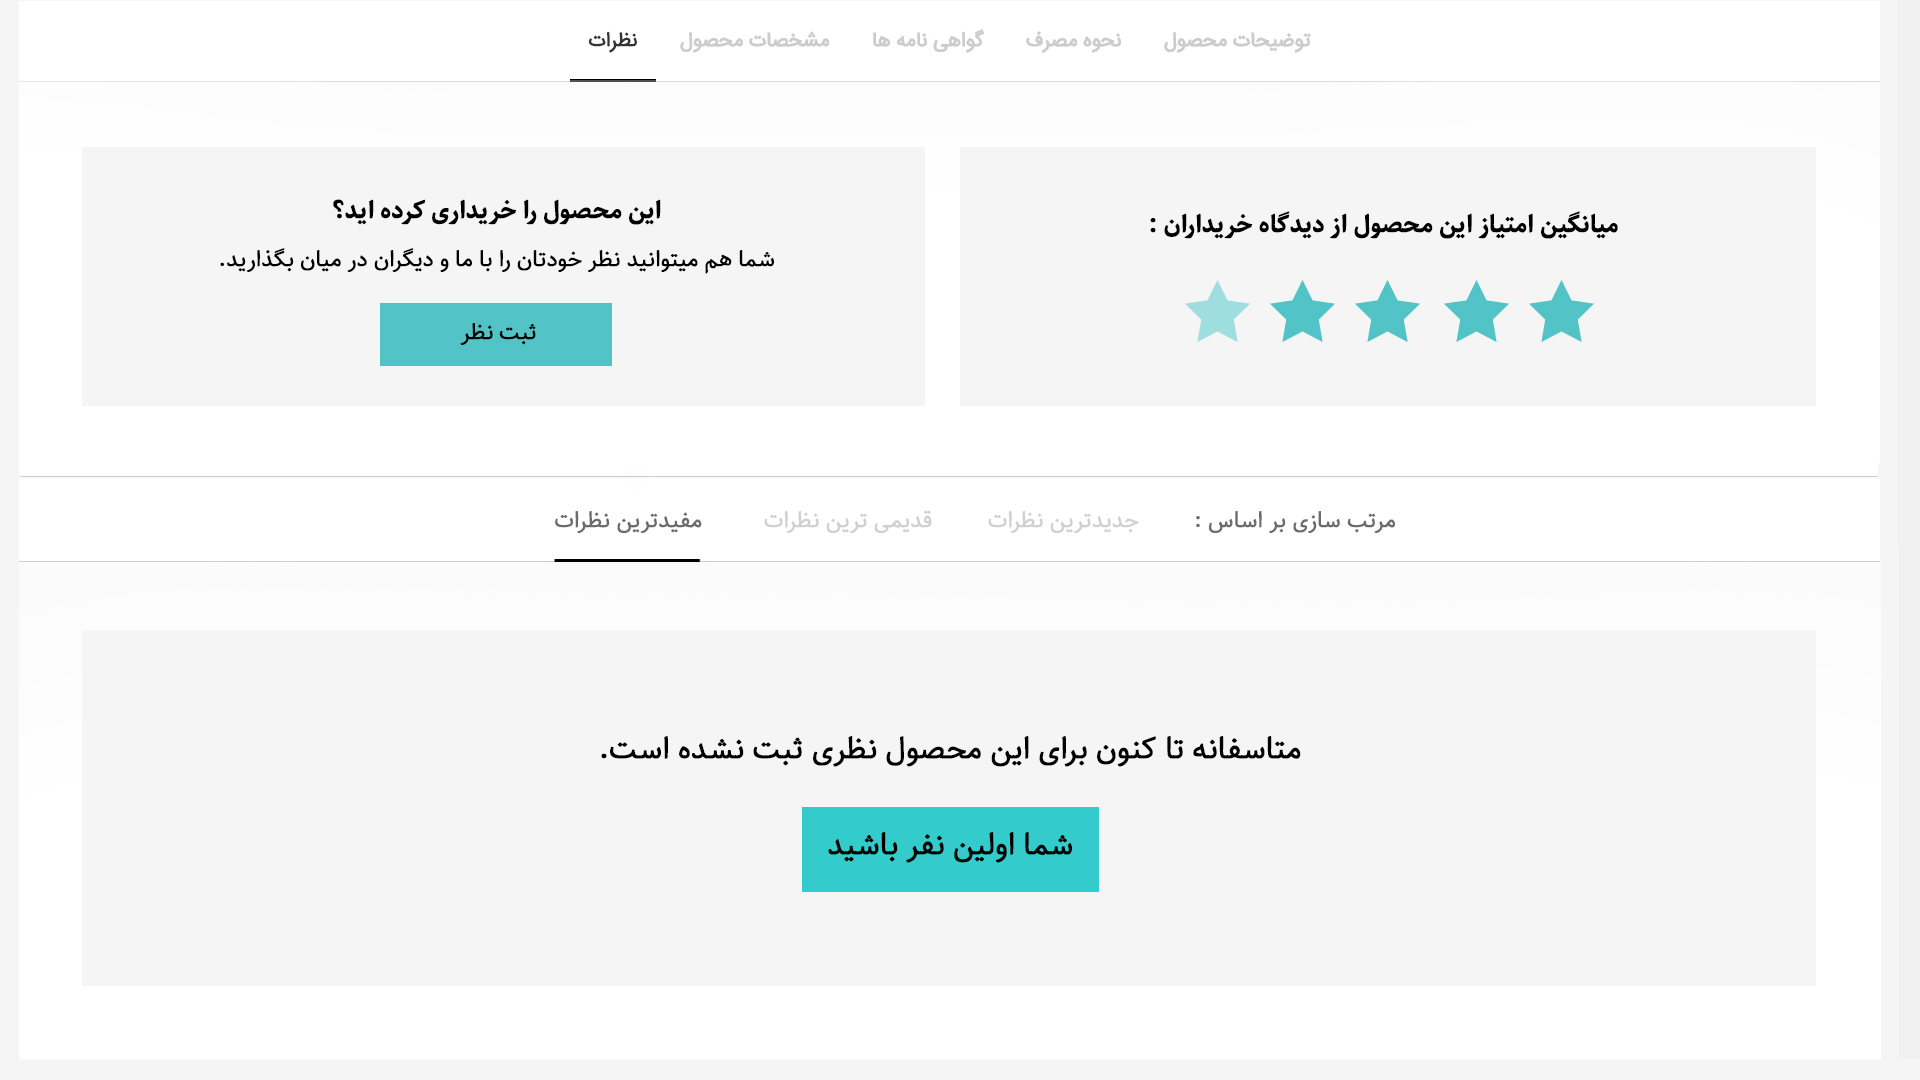 توضیحات محصول
نحوه مصرف
گواهی نامه ها
مشخصات محصول
نظرات
میانگین امتیاز این محصول از دیدگاه خریداران :
این محصول را خریداری کرده اید؟
شما هم میتوانید نظر خودتان را با ما و دیگران در میان بگذارید.
ثبت نظر
مرتب سازی بر اساس :
جدیدترین نظرات
قدیمی ترین نظرات
مفیدترین نظرات
متاسفانه تا کنون برای این محصول نظری ثبت نشده است.
شما اولین نفر باشید